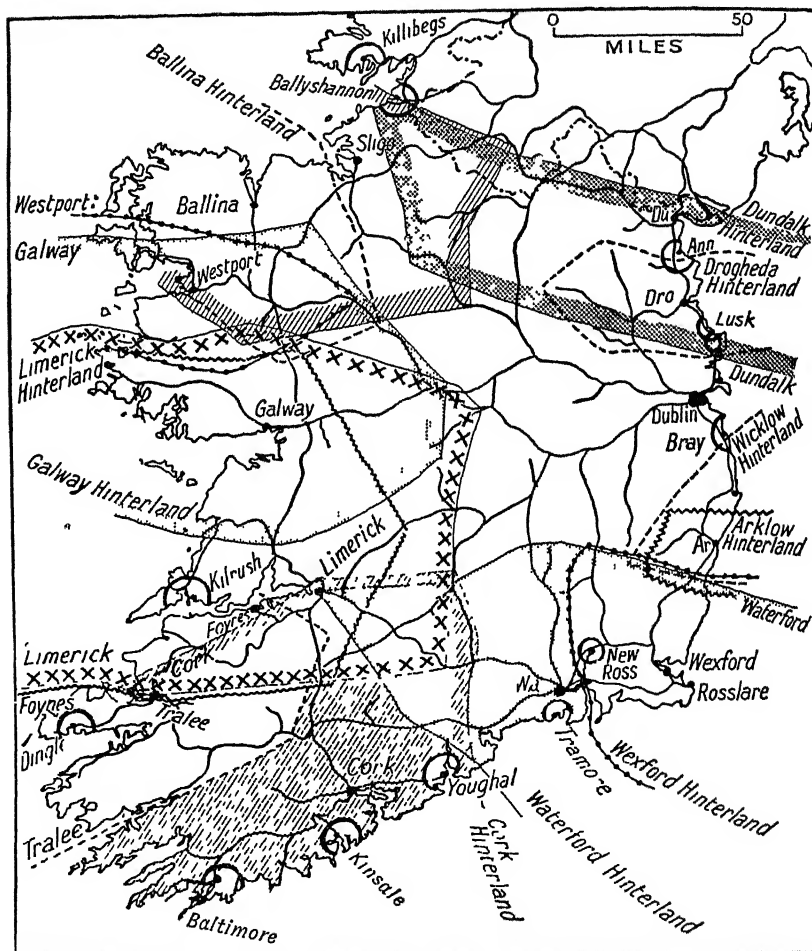 Killibegs
0 50
MILES
Ballina Hinterland
Ballyshannon
Sligo
Westport
Ballina
Galway
Westport
Du
Dundalk
Hinterland
Ann
Drogheda
Hinterland
Dro
Lusk
Limerick
Hinterland
Dundalk
Galway
Dublin
Bray
Wicklow
Hinterland
Galway Hinterland
Limerick
Arklow
Ar Hinterland
Kilrush
Foynes
Waterford
Limerick
Cork
New
Ross
Wexford
Rosslare
Foynes
Tralee
Dingle
Tramore
Wexford Hinterland
Cork
Youghal
Tralee
Cork
Hinterland
Waterford Hinterland
Kinsale
Baltimore